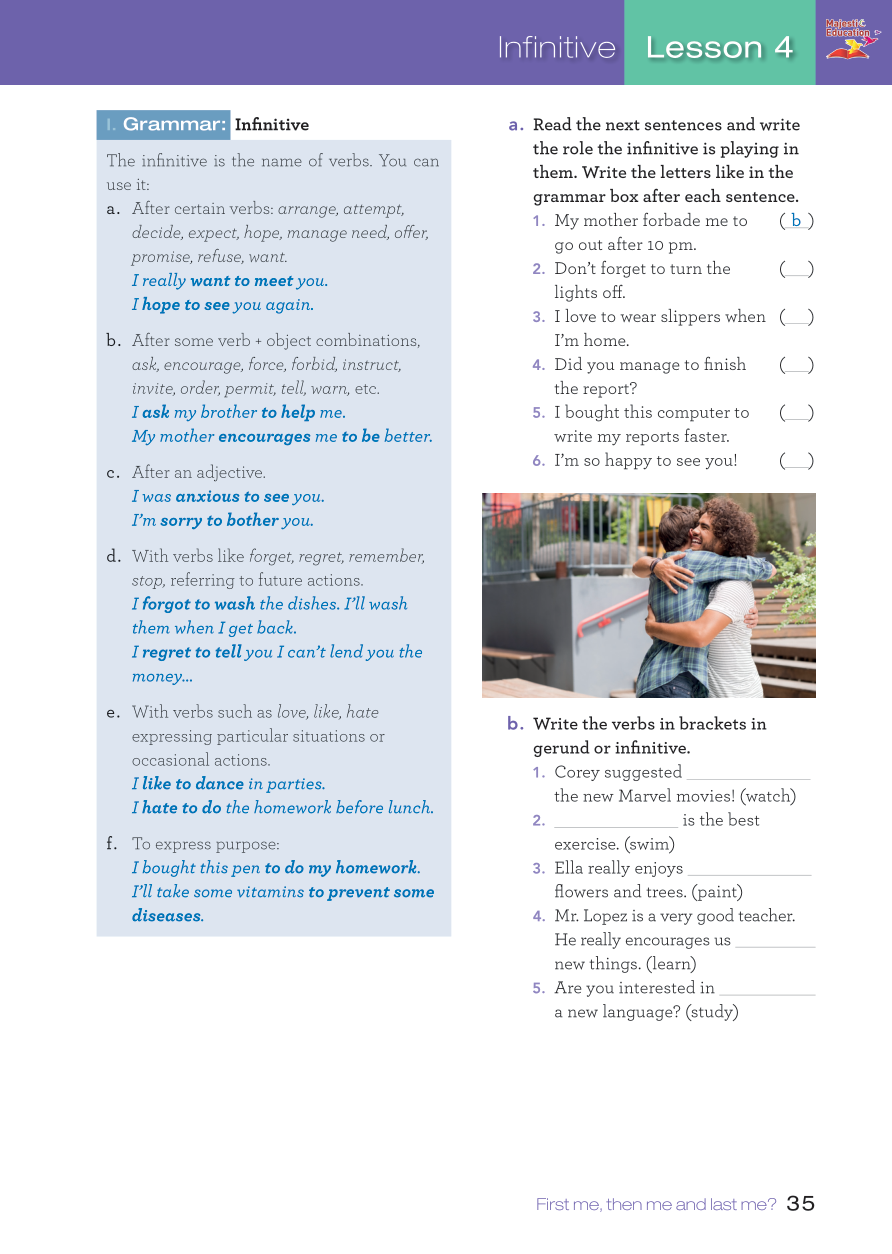 Infinitive Lesson 4
Majestic
Education
I. Grammar: Infinitive
The infinitive is the name of verbs. You can
use it:
a. After certain verbs: arrange, attempt,
decide, expect, hope, manage need, offer,
promise, refuse, want.
I really want to meet you.
I hope to see you again.
b. After some verb + object combinations,
ask, encourage, force, forbid, instruct,
invite, order, permit, tell, warn, etc.
I ask my brother to help me.
My mother encourages me to be better.
c. After an adjective.
I was anxious to see you.
I'm sorry to bother you.
d. With verbs like forget, regret, remember,
stop, referring to future actions.
I forgot to wash the dishes. I'll wash
them when I get back.
I regret to tell you I can't lend you the
money...
e. With verbs such as love, like, hate
expressing particular situations or
occasional actions.
I like to dance in parties.
I hate to do the homework before lunch.
f. To express purpose:
I bought this pen to do my homework.
I'll take some vitamins to prevent some
diseases.
a. Read the next sentences and write
the role the infinitive is playing in
them. Write the letters like in the
grammar box after each sentence.
1. My mother forbade me to ( b )
go out after 10 pm.
2. Don't forget to turn the (__)
lights off.
3. I love to wear slippers when (__)
I'm home.
4. Did you manage to finish (__)
the report?
5. I bought this computer to (__)
write my reports faster.
6. I'm so happy to see you! (__)
b. Write the verbs in brackets in
gerund or infinitive.
1. Corey suggested ______________
the new Marvel movies! (watch)
2. ______________ is the best
exercise. (swim)
3. Ella really enjoys ______________
flowers and trees. (paint)
4. Mr. Lopez is a very good teacher.
He really encourages us _________
new things. (learn)
5. Are you interested in ___________
a new language? (study)
First me, then me and last me? 35